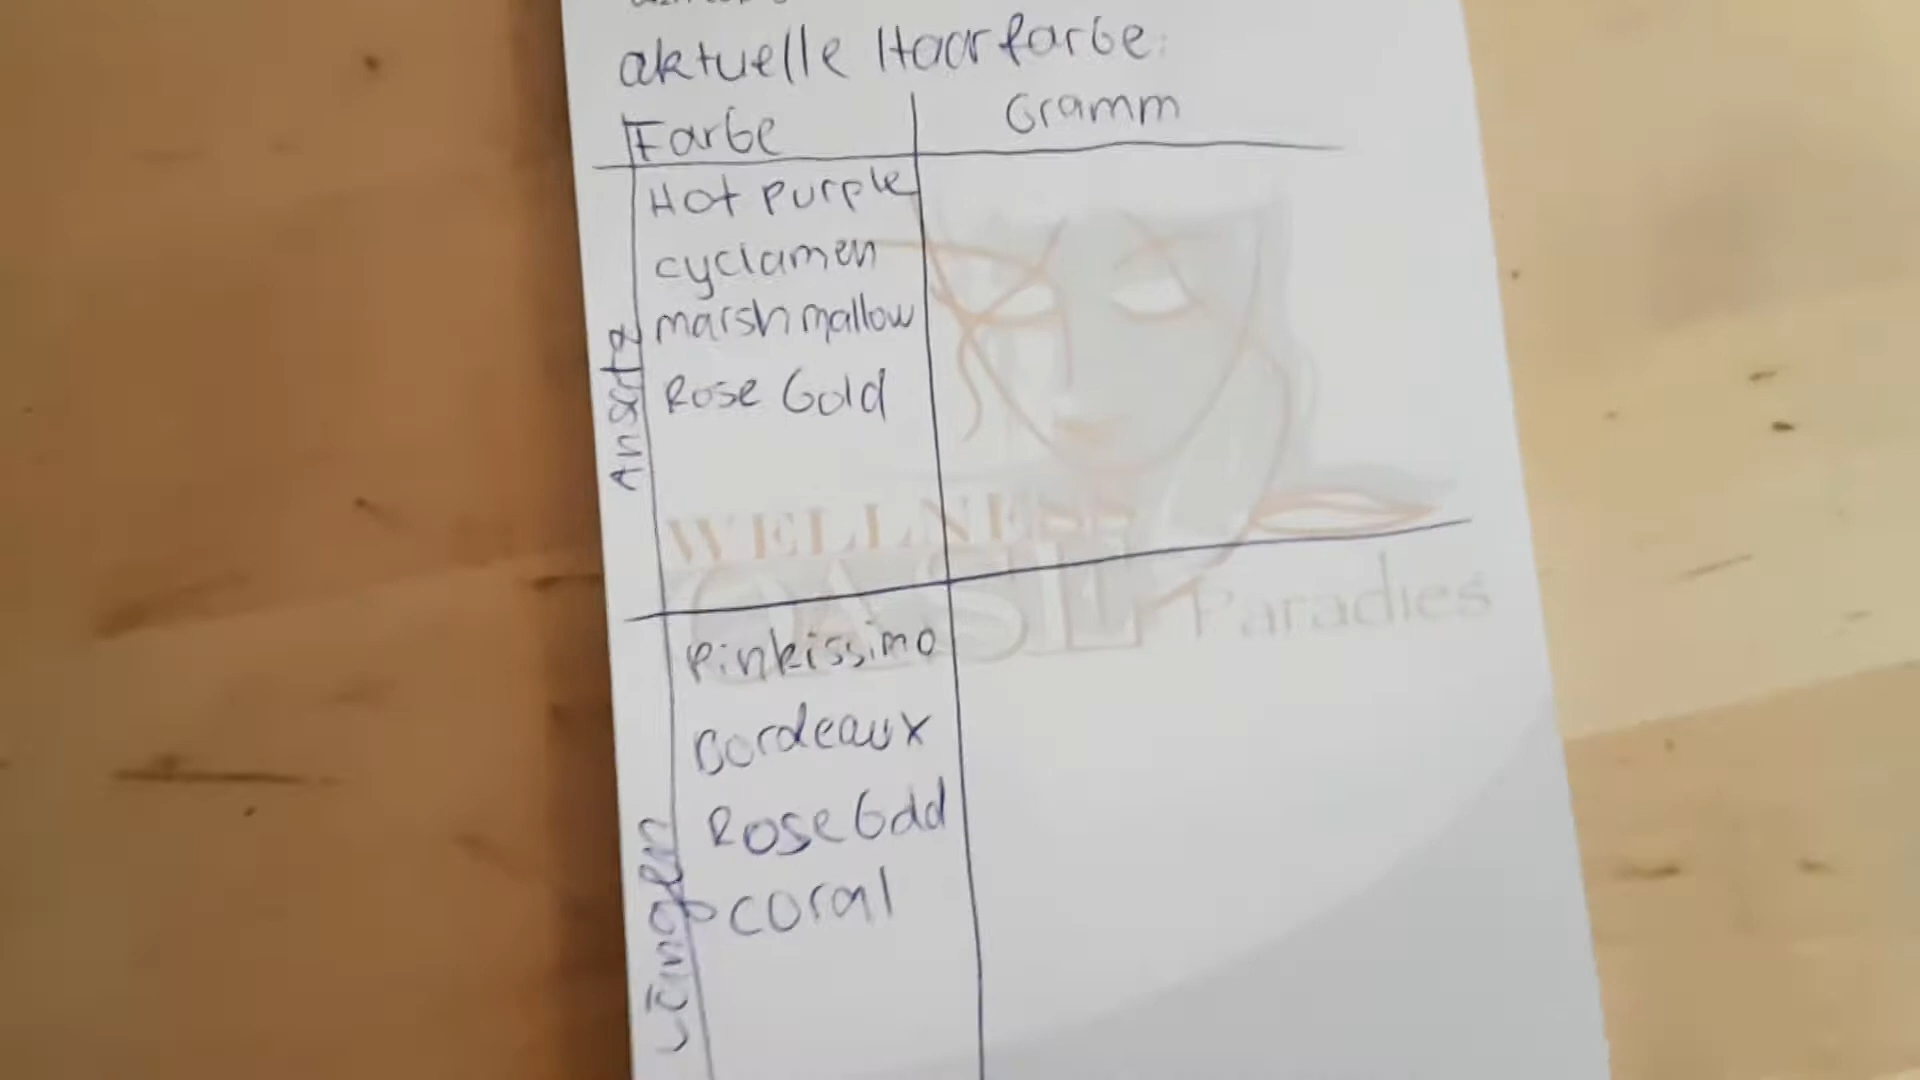 aktuelle Haarfarbe:
Farbe
Gramm
Ansatz
Hot Purple
cyclamen
marshmallow
Rose Gold
WELLNESS
OASE Paradies
Längen
Pinkissimo
Bordeaux
Rose Gold
coral